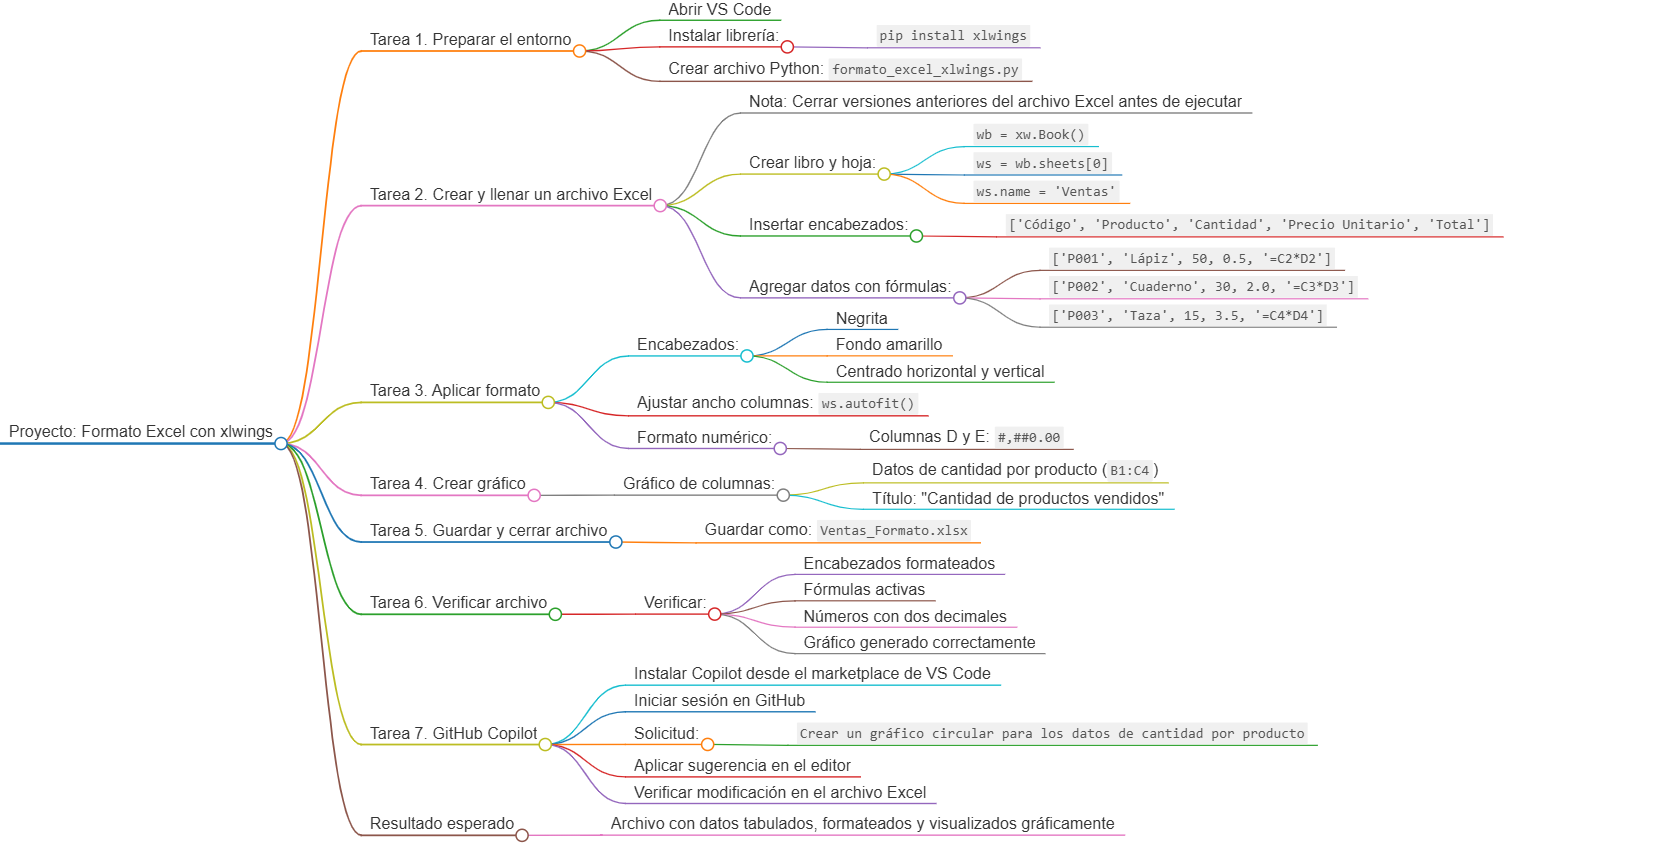 Proyecto: Formato Excel con xlwings
Tarea 1. Preparar el entorno
Abrir VS Code
Instalar librería:
pip install xlwings
Crear archivo Python: formato_excel_xlwings.py
Tarea 2. Crear y llenar un archivo Excel
Nota: Cerrar versiones anteriores del archivo Excel antes de ejecutar
Crear libro y hoja:
wb = xw.Book()
ws = wb.sheets[0]
ws.name = 'Ventas'
Insertar encabezados:
['Código', 'Producto', 'Cantidad', 'Precio Unitario', 'Total']
Agregar datos con fórmulas:
['P001', 'Lápiz', 50, 0.5, '=C2*D2']
['P002', 'Cuaderno', 30, 2.0, '=C3*D3']
['P003', 'Taza', 15, 3.5, '=C4*D4']
Tarea 3. Aplicar formato
Encabezados:
Negrita
Fondo amarillo
Centrado horizontal y vertical
Ajustar ancho columnas: ws.autofit()
Formato numérico:
Columnas D y E: #,##0.00
Tarea 4. Crear gráfico
Gráfico de columnas:
Datos de cantidad por producto (B1:C4)
Título: "Cantidad de productos vendidos"
Tarea 5. Guardar y cerrar archivo
Guardar como: Ventas_Formato.xlsx
Tarea 6. Verificar archivo
Verificar:
Encabezados formateados
Fórmulas activas
Números con dos decimales
Gráfico generado correctamente
Tarea 7. GitHub Copilot
Instalar Copilot desde el marketplace de VS Code
Iniciar sesión en GitHub
Solicitud:
Crear un gráfico circular para los datos de cantidad por producto
Aplicar sugerencia en el editor
Verificar modificación en el archivo Excel
Resultado esperado
Archivo con datos tabulados, formateados y visualizados gráficamente